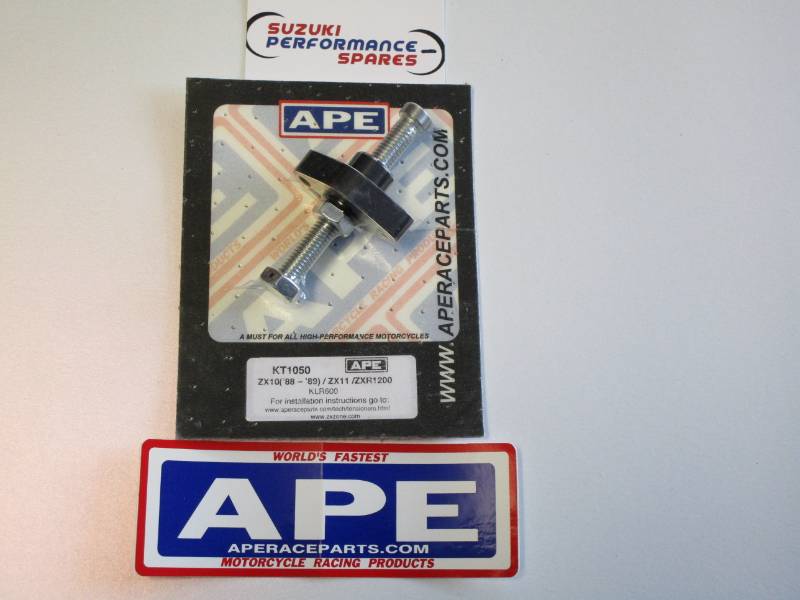 SUZUKI
PERFORMANCE
SPARES
APE
WWW.APERACEPARTS.COM
A MUST FOR ALL HIGH-PERFORMANCE MOTORCYCLES
KT1050 APE
ZX10('88 – '89) / ZX11 /ZXR1200
KLR600
For installation instructions go to:
www.aperaceparts.com/tech/tensioners.html
www.zxzone.com
WORLD'S FASTEST
APE
APERACEPARTS.COM
MOTORCYCLE RACING PRODUCTS